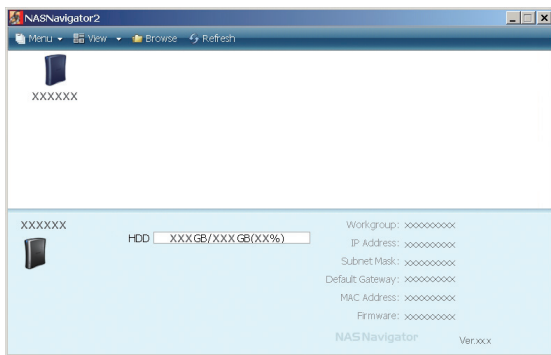 NASNavigator2
Menu View Browse Refresh
XXXXXX
XXXXXX
HDD XXXGB/XXXGB(XX%)
Workgroup: xxxxxxxxx
IP Address: xxxxxxxxx
Subnet Mask: xxxxxxxxx
Default Gateway: xxxxxxxxx
MAC Address: xxxxxxxxx
Firmware: xxxxxxxxx
NAS Navigator Ver.xx.x